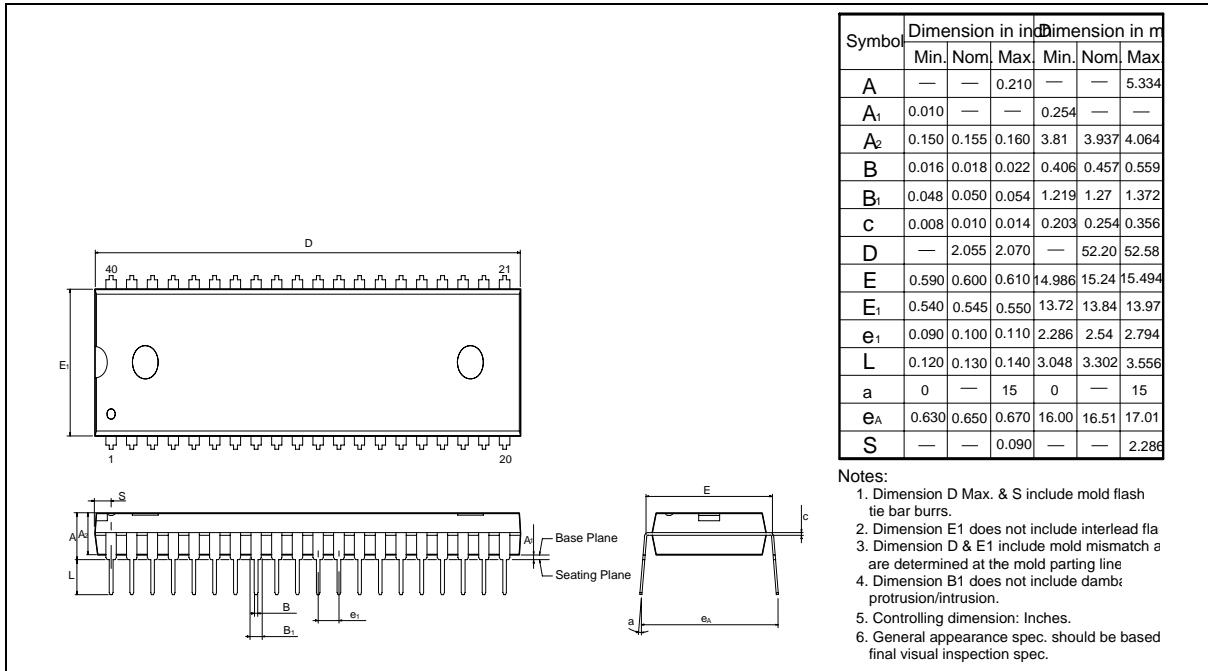 D
40 21
E1
1 20
S
A A2 A1
Base Plane
Seating Plane
L
B
B1
e1
E
c
a
eA
Symbol Dimension in inch Dimension in m
Min. Nom. Max. Min. Nom. Max.
A — — 0.210 — — 5.334
A1 0.010 — — 0.254 — —
A2 0.150 0.155 0.160 3.81 3.937 4.064
B 0.016 0.018 0.022 0.406 0.457 0.559
B1 0.048 0.050 0.054 1.219 1.27 1.372
c 0.008 0.010 0.014 0.203 0.254 0.356
D — 2.055 2.070 — 52.20 52.58
E 0.590 0.600 0.610 14.986 15.24 15.494
E1 0.540 0.545 0.550 13.72 13.84 13.97
e1 0.090 0.100 0.110 2.286 2.54 2.794
L 0.120 0.130 0.140 3.048 3.302 3.556
a 0 — 15 0 — 15
eA 0.630 0.650 0.670 16.00 16.51 17.01
S — — 0.090 — — 2.286
Notes:
1. Dimension D Max. & S include mold flash
tie bar burrs.
2. Dimension E1 does not include interlead fla
3. Dimension D & E1 include mold mismatch a
are determined at the mold parting line
4. Dimension B1 does not include damba
protrusion/intrusion.
5. Controlling dimension: Inches.
6. General appearance spec. should be based
final visual inspection spec.